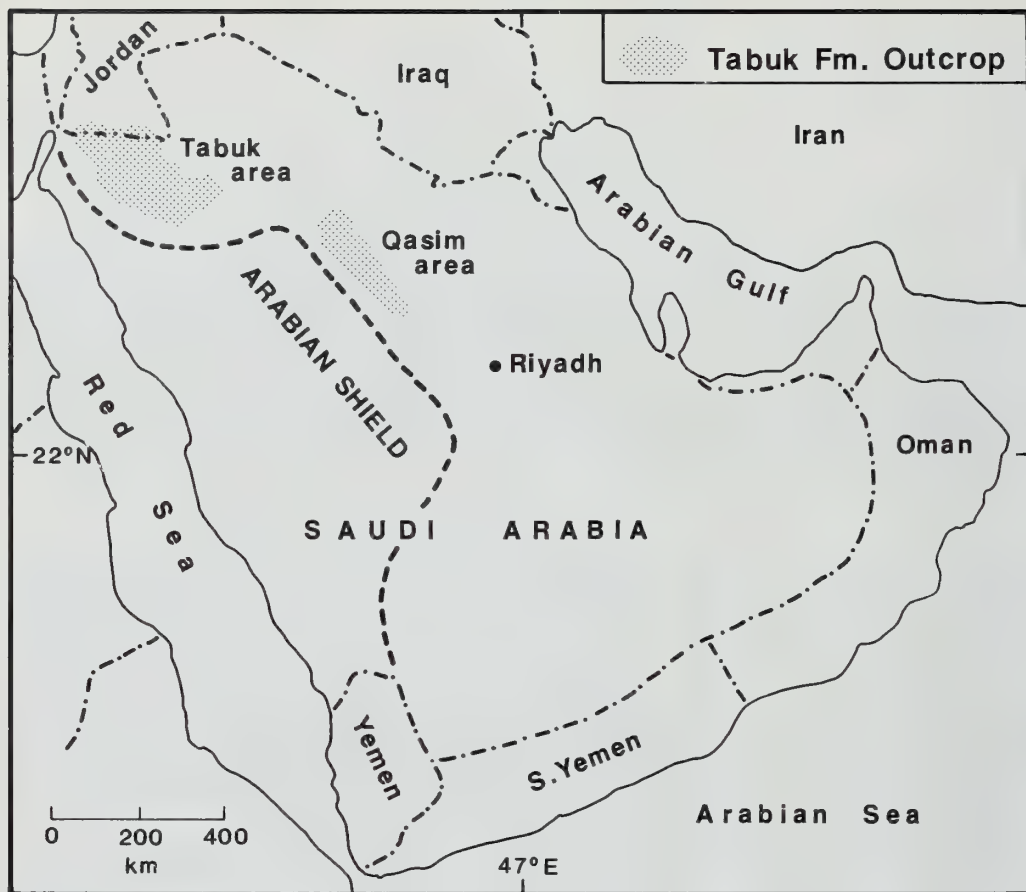 Tabuk Fm. Outcrop
Jordan
Iraq
Iran
Tabuk
area
Qasim
area
Arabian Gulf
ARABIAN SHIELD
Riyadh
Red Sea
22°N
Oman
SAUDI ARABIA
Yemen
S. Yemen
Arabian Sea
0 200 400
km
47°E